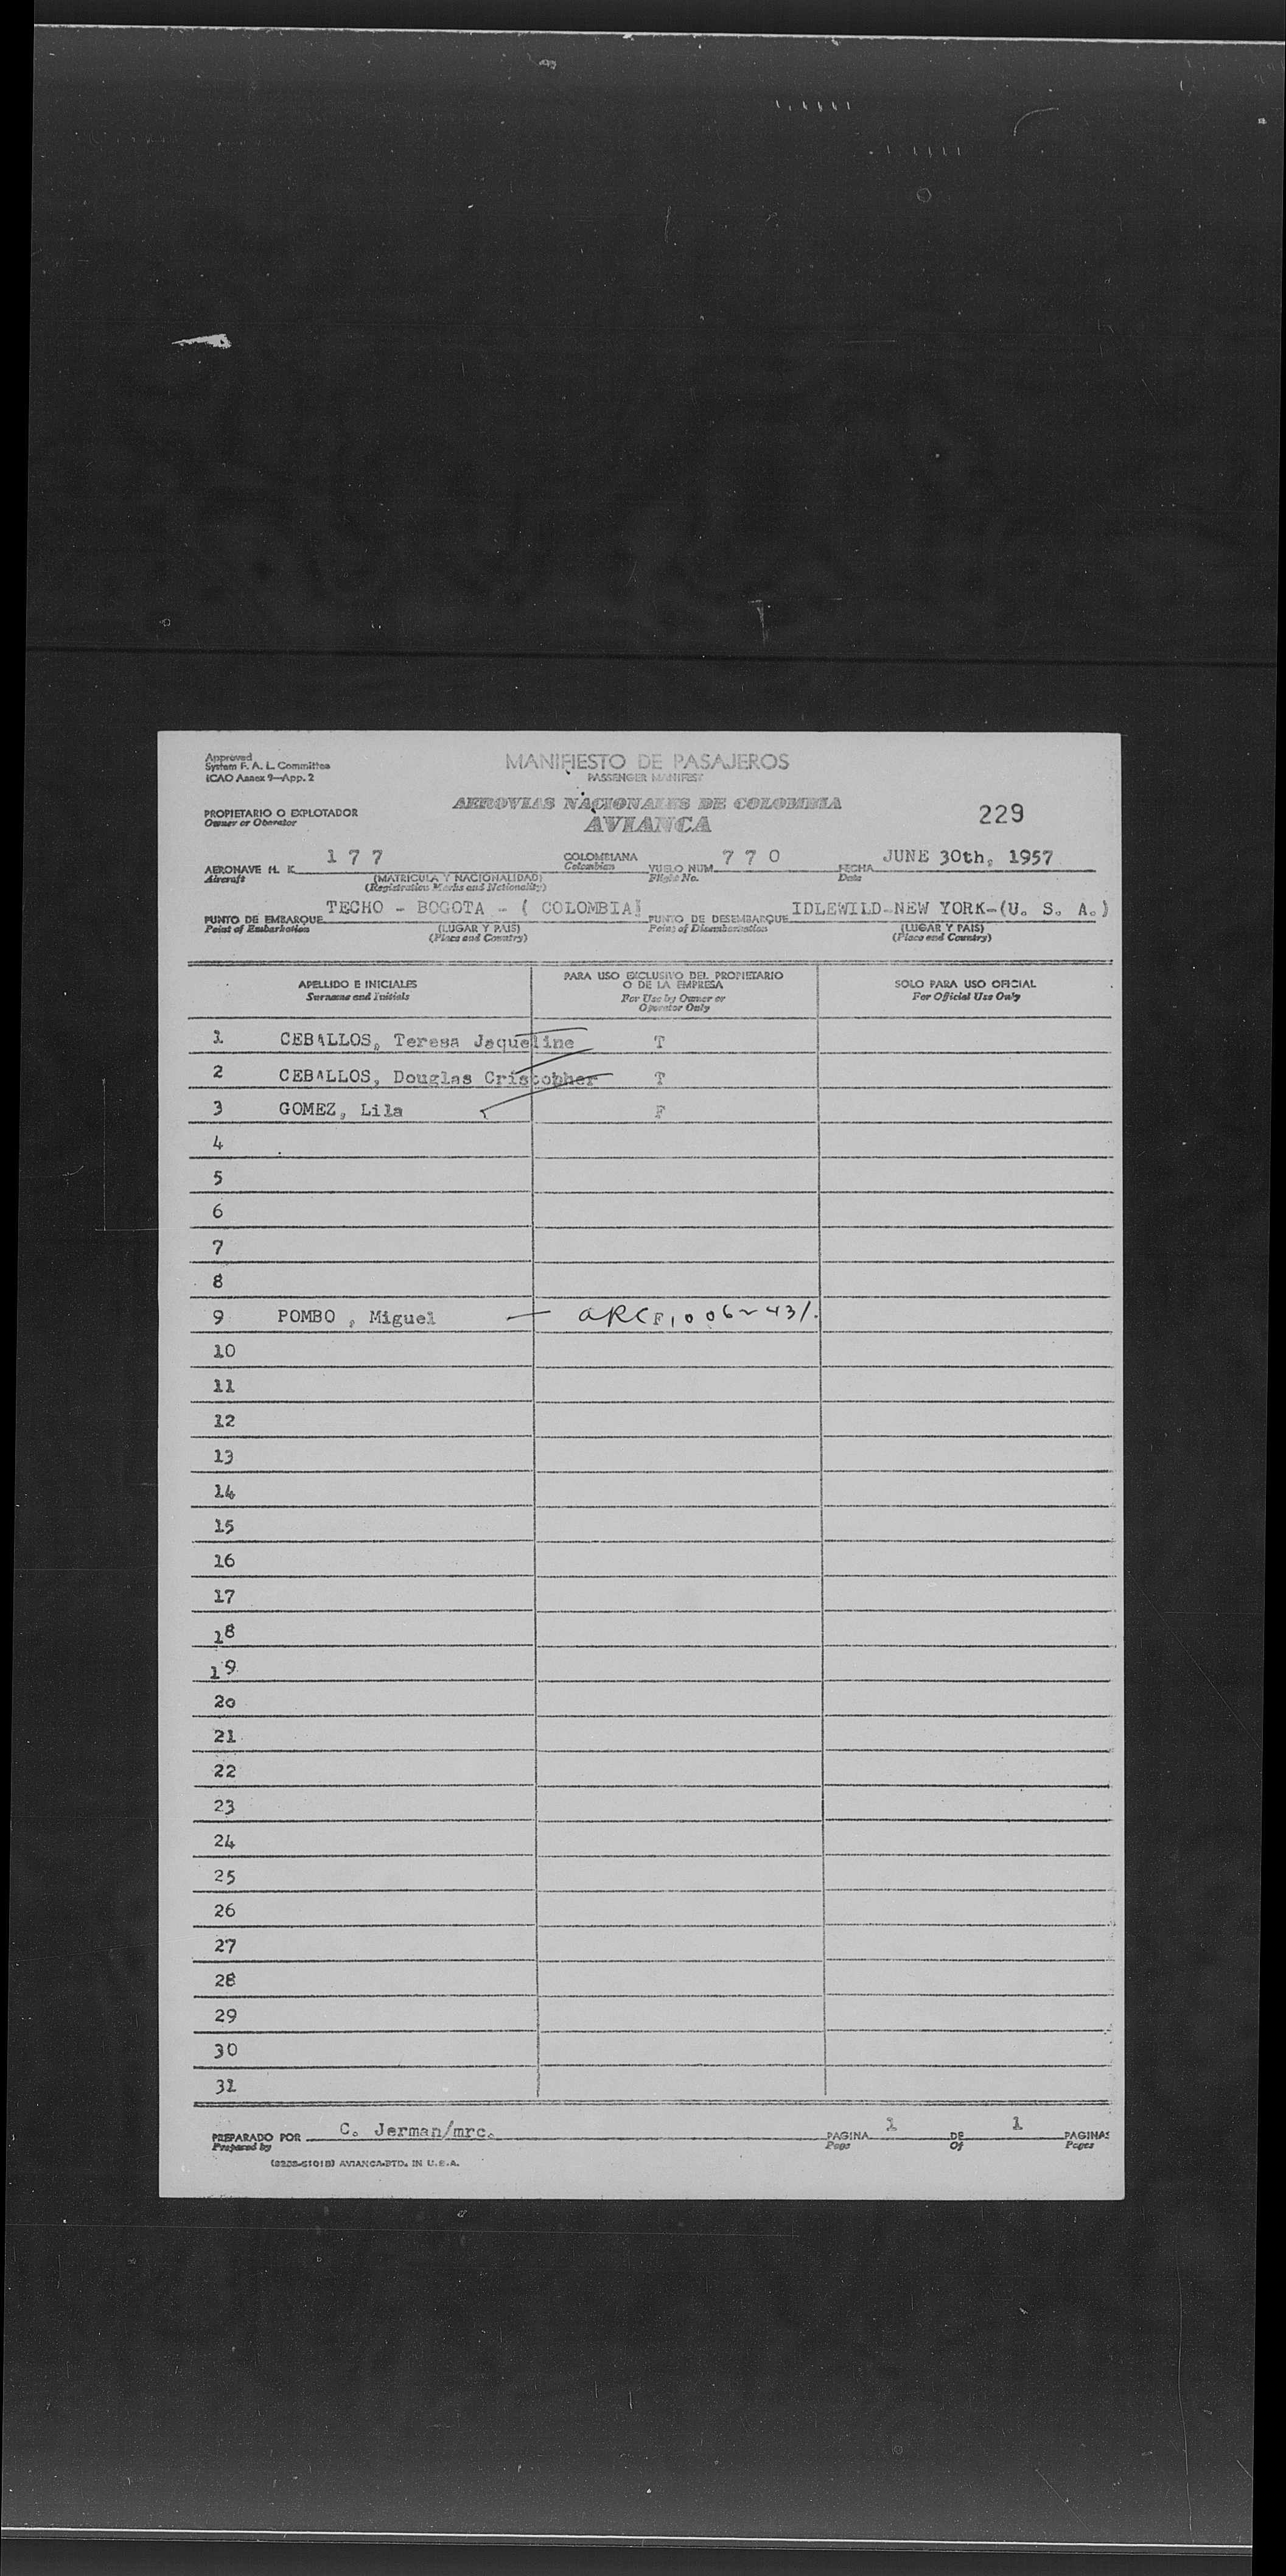 Approved
System F. A. L. Committee
ICAO Annex 9—App. 2
MANIFIESTO DE PASAJEROS
PASSENGER MANIFEST
AEROVIAS NACIONALES DE COLOMBIA
AVIANCA
PROPIETARIO O EXPLOTADOR
Owner or Operator
229
AERONAVE H. K. 1 7 7 COLOMBIANA VUELO NUM. 7 7 0 FECHA JUNE 30th, 1957
Aircraft (MATRICULA Y NACIONALIDAD) Colombian Flight No. Date
(Registration Marks and Nationality)
PUNTO DE EMBARQUE TECHO - BOGOTA - ( COLOMBIA) PUNTO DE DESEMBARQUE IDLEWILD-NEW YORK-(U. S. A.)
Point of Embarkation (LUGAR Y PAIS) Point of Disembarkation (LUGAR Y PAIS)
(Place and Country) (Place and Country)
APELLIDO E INICIALES
Surname and Initials
PARA USO EXCLUSIVO DEL PROPIETARIO
O DE LA EMPRESA
For Use by Owner or
Operator Only
SOLO PARA USO OFICIAL
For Official Use Only
1 CEBALLOS, Teresa Jaqueline T
2 CEBALLOS, Douglas Cristopher T
3 GOMEZ, Lila F
4
5
6
7
8
9 POMBO , Miguel F
10
11
12
13
14
15
16
17
18
19
20
21
22
23
24
25
26
27
28
29
30
31
PREPARADO POR C. Jerman/mrc. PAGINA 1 DE 1 PAGINAS
Prepared by Page Of Pages
AVIANCA-PTD. IN U.S.A.